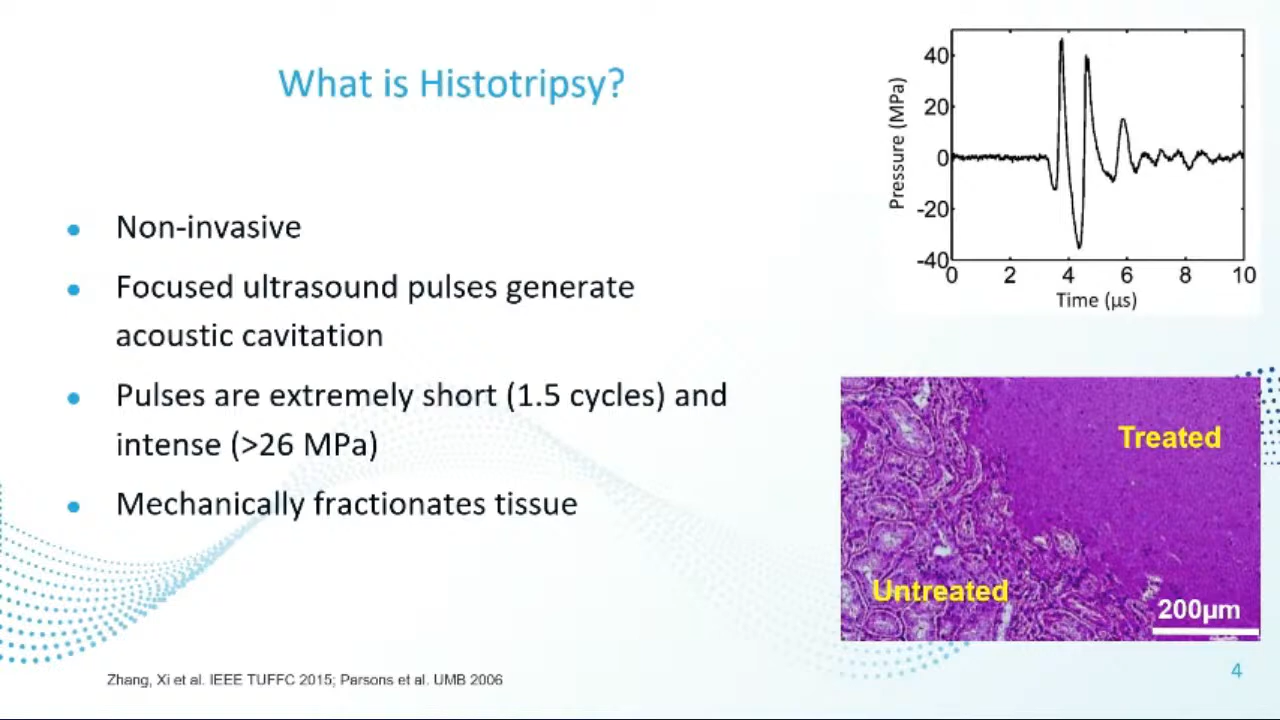 What is Histotripsy?
• Non-invasive
• Focused ultrasound pulses generate
acoustic cavitation
• Pulses are extremely short (1.5 cycles) and
intense (>26 MPa)
• Mechanically fractionates tissue
Pressure (MPa)
40
20
0
-20
-40
0 2 4 6 8 10
Time (µs)
Treated
Untreated
200µm
Zhang, Xi et al. IEEE TUFFC 2015; Parsons et al. UMB 2006
4